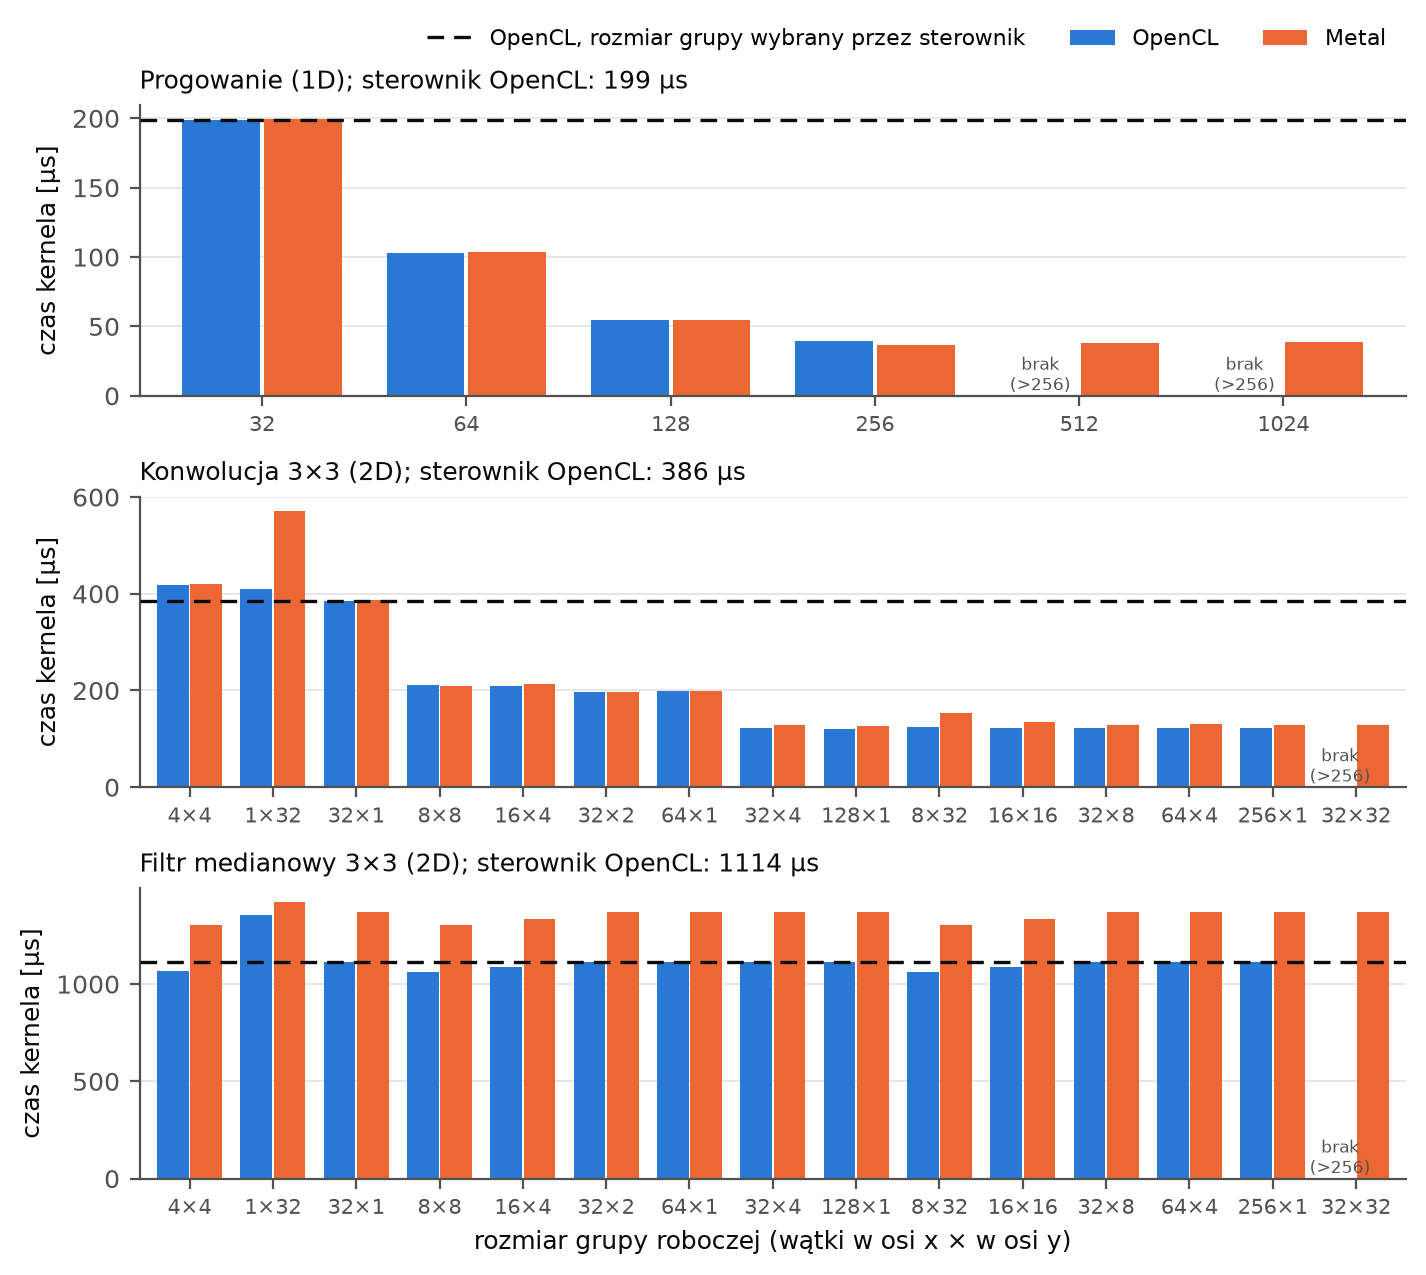 OpenCL, rozmiar grupy wybrany przez sterownik OpenCL Metal
Progowanie (1D); sterownik OpenCL: 199 µs
czas kernela [µs]
200
150
100
50
0
brak
(>256)
brak
(>256)
32 64 128 256 512 1024
Konwolucja 3×3 (2D); sterownik OpenCL: 386 µs
czas kernela [µs]
600
400
200
0
brak
(>256)
4×4 1×32 32×1 8×8 16×4 32×2 64×1 32×4 128×1 8×32 16×16 32×8 64×4 256×1 32×32
Filtr medianowy 3×3 (2D); sterownik OpenCL: 1114 µs
czas kernela [µs]
1000
500
0
brak
(>256)
4×4 1×32 32×1 8×8 16×4 32×2 64×1 32×4 128×1 8×32 16×16 32×8 64×4 256×1 32×32
rozmiar grupy roboczej (wątki w osi x × w osi y)